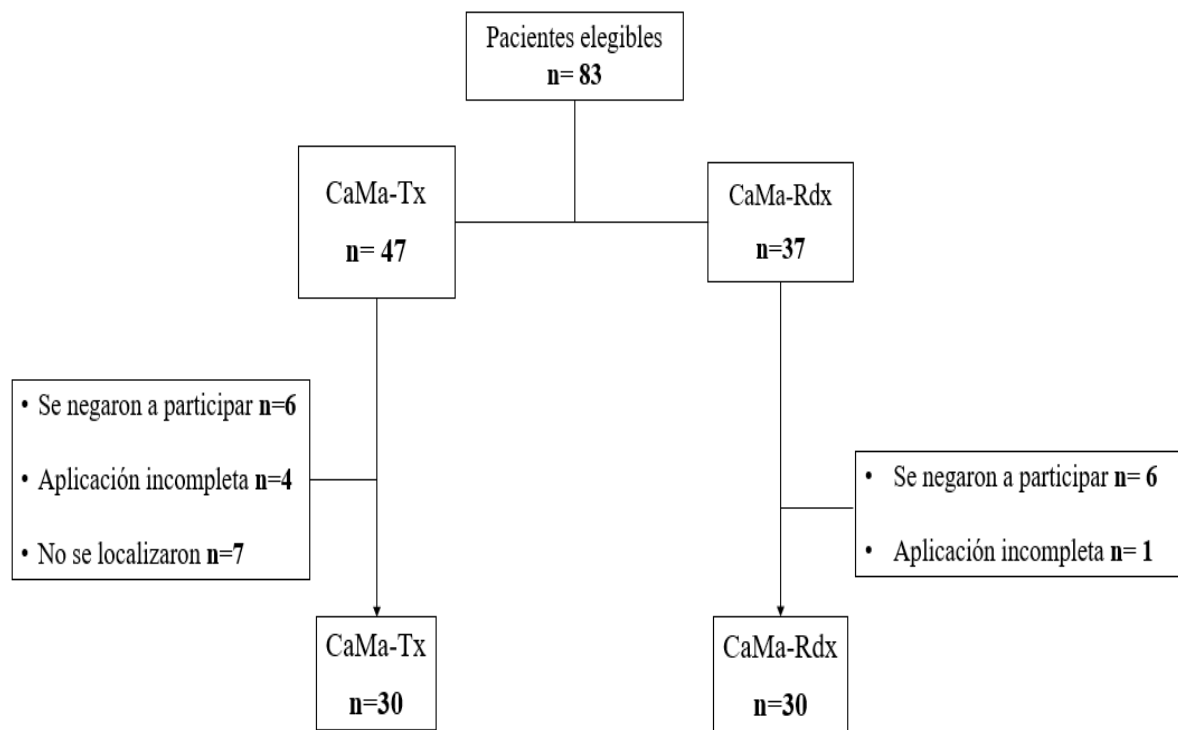 Pacientes elegibles
n= 83
CaMa-Tx
n= 47
CaMa-Rdx
n=37
• Se negaron a participar n=6
• Aplicación incompleta n=4
• No se localizaron n=7
• Se negaron a participar n= 6
• Aplicación incompleta n= 1
CaMa-Tx
n=30
CaMa-Rdx
n=30